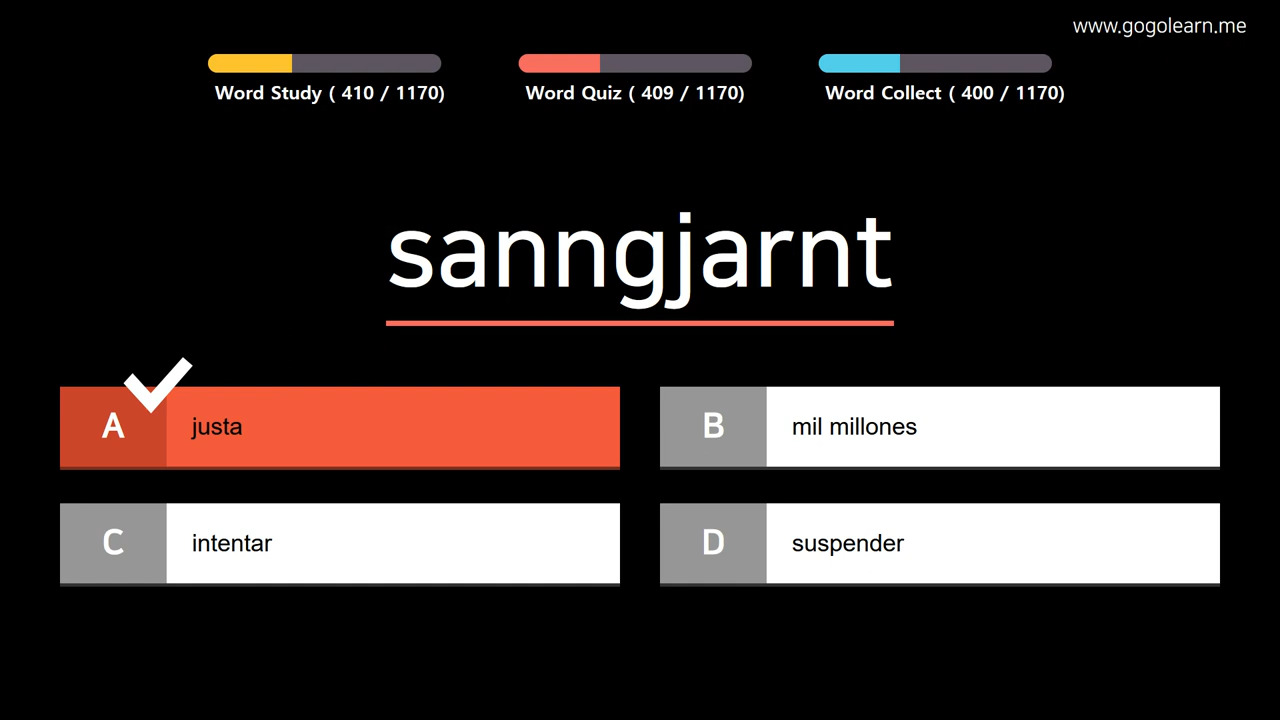 www.gogolearn.me
Word Study ( 410 / 1170)
Word Quiz ( 409 / 1170)
Word Collect ( 400 / 1170)
sanngjarnt
A
justa
B
mil millones
C
intentar
D
suspender